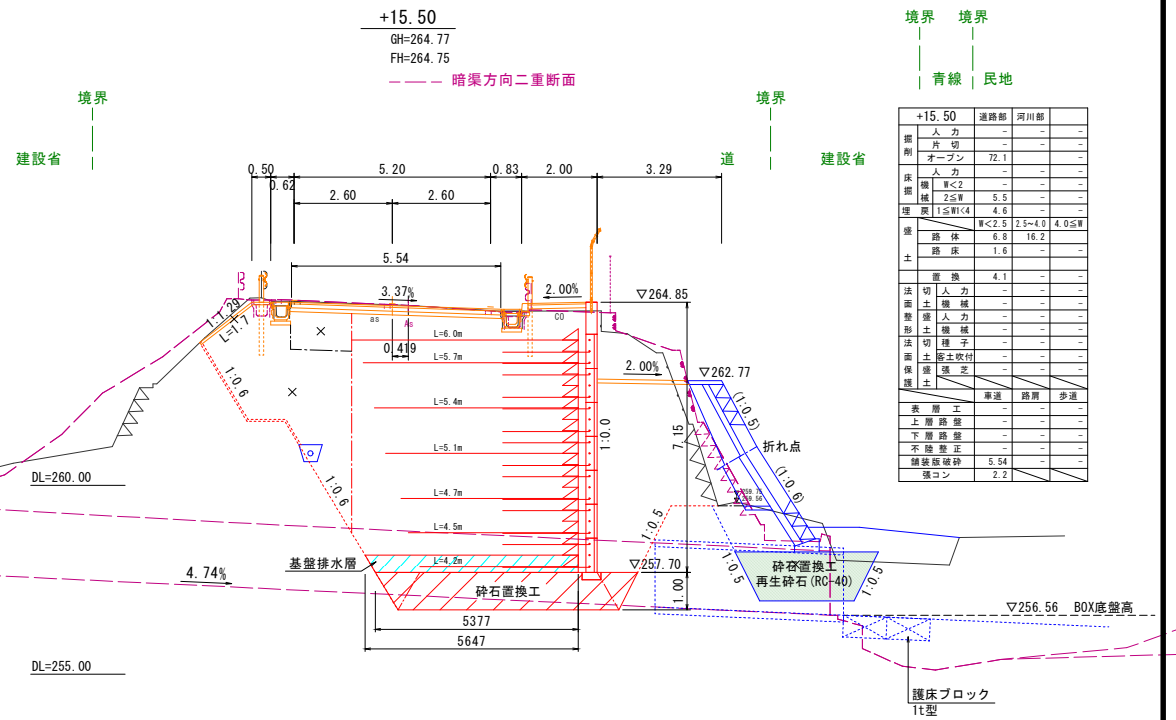 +15.50
GH=264.77
FH=264.75
暗渠方向二重断面
境界
建設省
境界
道
建設省
境界 境界
青線 民地
0.50
0.62
5.20
0.83
2.00
3.29
2.60
2.60
5.54
3.37%
2.00%
▽264.85
1:1.29
L=1.7
as
As
CO
0.419
L=6.0m
L=5.7m
L=5.4m
L=5.1m
L=4.7m
L=4.5m
L=4.2m
1:0.6
1:0.6
1:0.0
7.15
2.00%
▽262.77
(1:0.5)
折れ点
(1:0.6)
259.56
1:0.5
DL=260.00
4.74%
基盤排水層
砕石置換工
▽257.70
1.00
5377
5647
1:0.5
砕石置換工
再生砕石(RC-40)
1:0.5
▽256.56 BOX底盤高
DL=255.00
護床ブロック
1t型
+15.50 道路部 河川部
掘削 人力 - - -
片切 - - -
オープン 72.1 -
床掘 人力 - - -
機械 W<2 - - -
2≦W 5.5 - -
埋戻 1≦W1<4 4.6 - -
盛土 W<2.5 2.5~4.0 4.0≦W
路体 6.8 16.2
路床 1.6 - -
置換 4.1 - -
法面整形 切土 人力 - - -
機械 - - -
盛土 人力 - - -
機械 - - -
法面保護 切土 種子 - - -
客土吹付 - - -
盛土 張芝 - - -
車道 路肩 歩道
表層工 - - -
上層路盤 - - -
下層路盤 - - -
不陸整正 - - -
舗装版破砕 5.54 - -
張コン 2.2